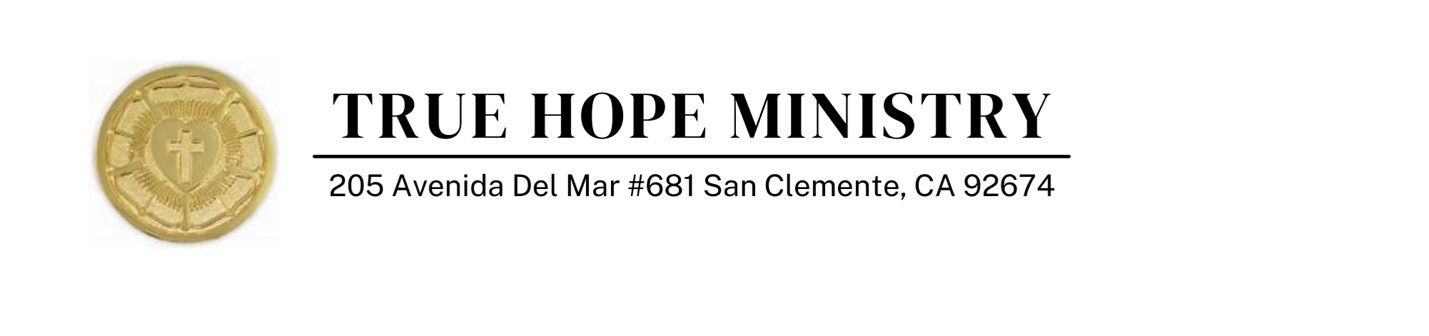 TRUE HOPE MINISTRY
205 Avenida Del Mar #681 San Clemente, CA 92674